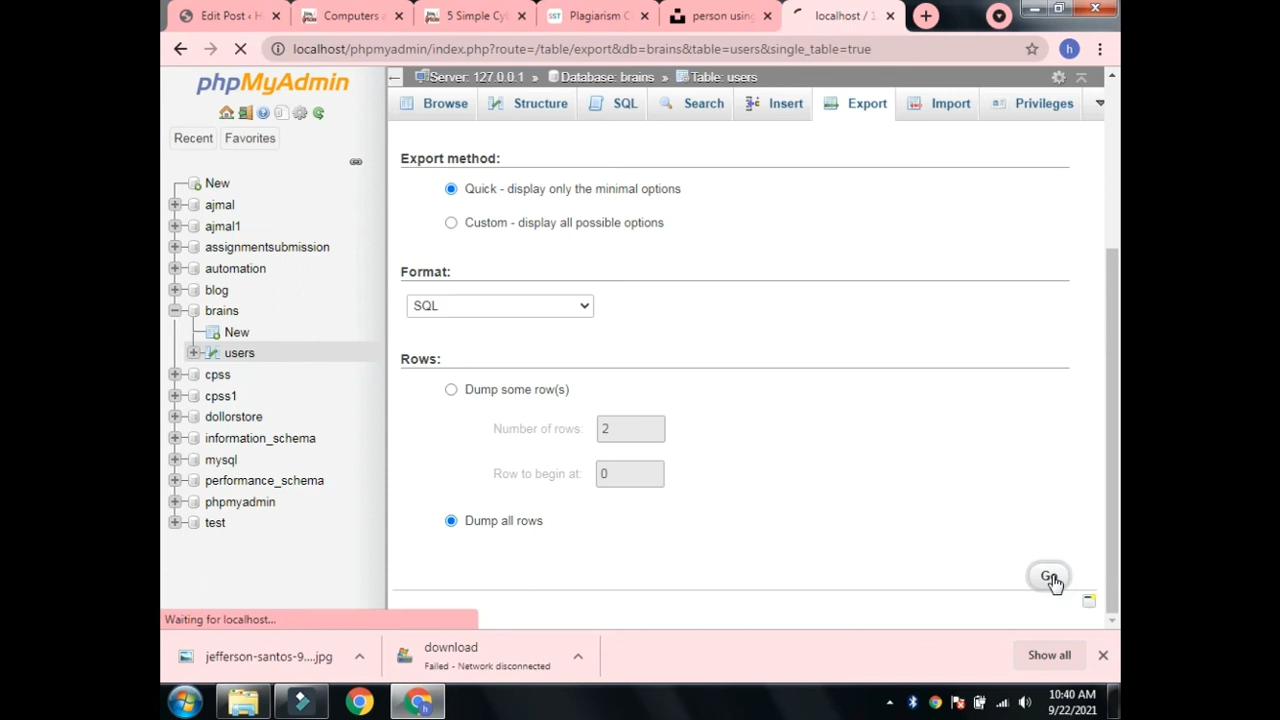 Edit Post ‹ H
Computers a
5 Simple Cy
SST
Plagiarism C
person using
localhost / 1
localhost/phpmyadmin/index.php?route=/table/export&db=brains&table=users&single_table=true
h
phpMyAdmin
Recent
Favorites
New
ajmal
ajmal1
assignmentsubmission
automation
blog
brains
New
users
cpss
cpss1
dollorstore
information_schema
mysql
performance_schema
phpmyadmin
test
Server: 127.0.0.1 » Database: brains » Table: users
Browse
Structure
SQL
Search
Insert
Export
Import
Privileges
Export method:
Quick - display only the minimal options
Custom - display all possible options
Format:
SQL
Rows:
Dump some row(s)
Number of rows: 2
Row to begin at: 0
Dump all rows
Go
Waiting for localhost...
jefferson-santos-9....jpg
download
Failed - Network disconnected
Show all
10:40 AM
9/22/2021